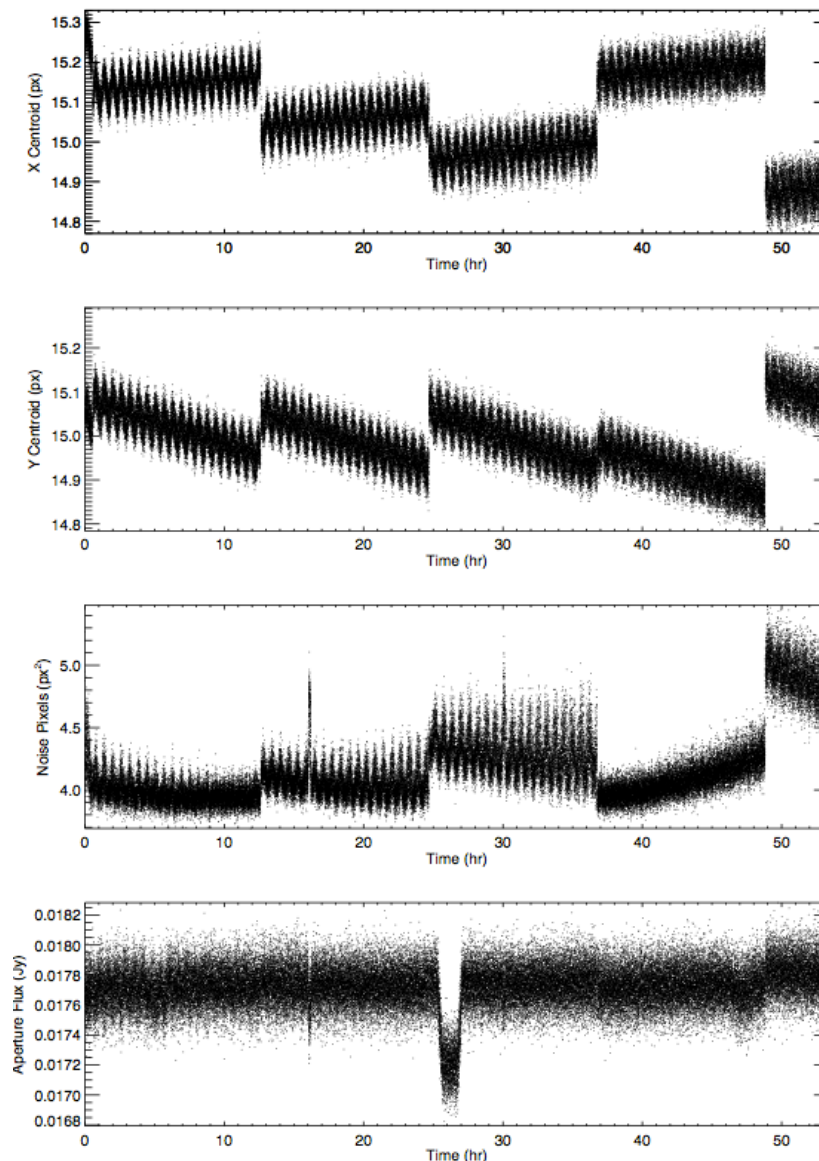 15.3
15.2
15.1
15.0
14.9
14.8
X Centroid (px)
0 10 20 30 40 50
Time (hr)
15.2
15.1
15.0
14.9
14.8
Y Centroid (px)
0 10 20 30 40 50
Time (hr)
5.0
4.5
4.0
Noise Pixels (px²)
0 10 20 30 40 50
Time (hr)
0.0182
0.0180
0.0178
0.0176
0.0174
0.0172
0.0170
0.0168
Aperture Flux (Jy)
0 10 20 30 40 50
Time (hr)